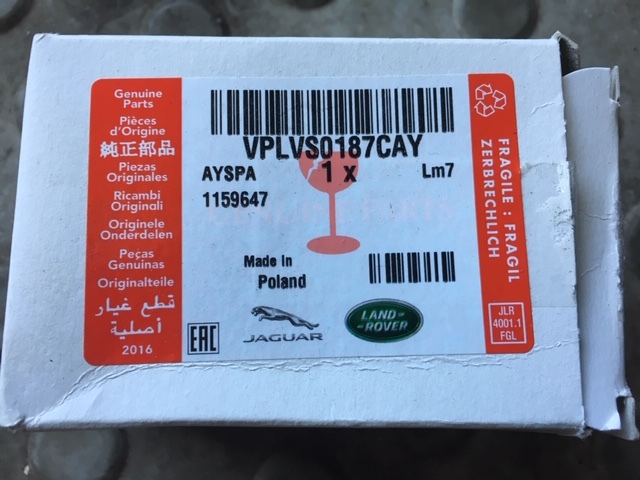 Genuine
Parts
Pièces
d'Origine
純正部品
Piezas
Originales
Ricambi
Originali
Originele
Onderdelen
Peças
Genuinas
Originalteile
قطع غيار
أصلية
2016
VPLVS0187CAY
AYSPA
1 x
Lm7
1159647
Made in
Poland
EAC
JAGUAR
LAND-
-ROVER
FRAGILE : FRAGIL
ZERBRECHLICH
JLR
4001.1
FGL